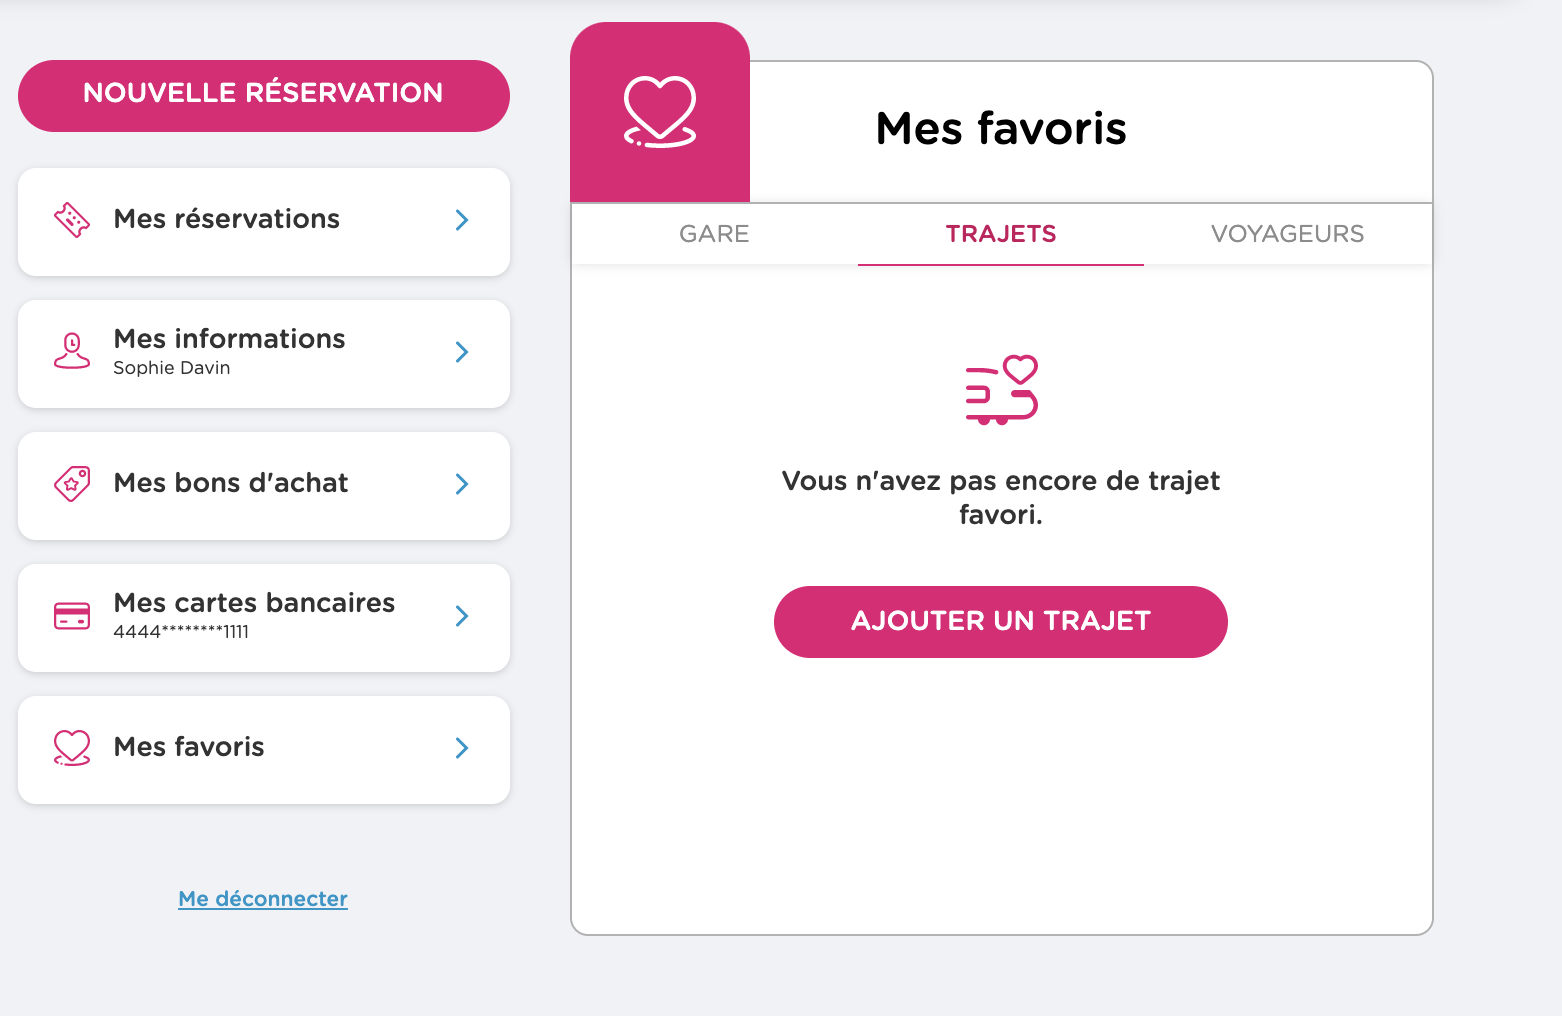 NOUVELLE RÉSERVATION
Mes réservations
Mes informations
Sophie Davin
Mes bons d'achat
Mes cartes bancaires
4444********1111
Mes favoris
Me déconnecter
Mes favoris
GARE
TRAJETS
VOYAGEURS
Vous n'avez pas encore de trajet
favori.
AJOUTER UN TRAJET